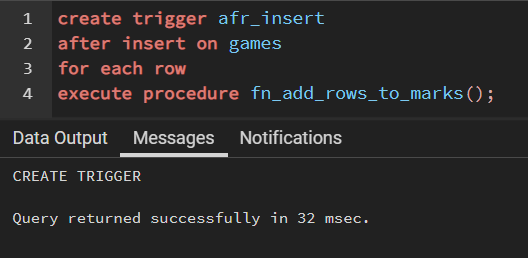 1 create trigger afr_insert
2 after insert on games
3 for each row
4 execute procedure fn_add_rows_to_marks();
Data Output Messages Notifications
CREATE TRIGGER
Query returned successfully in 32 msec.